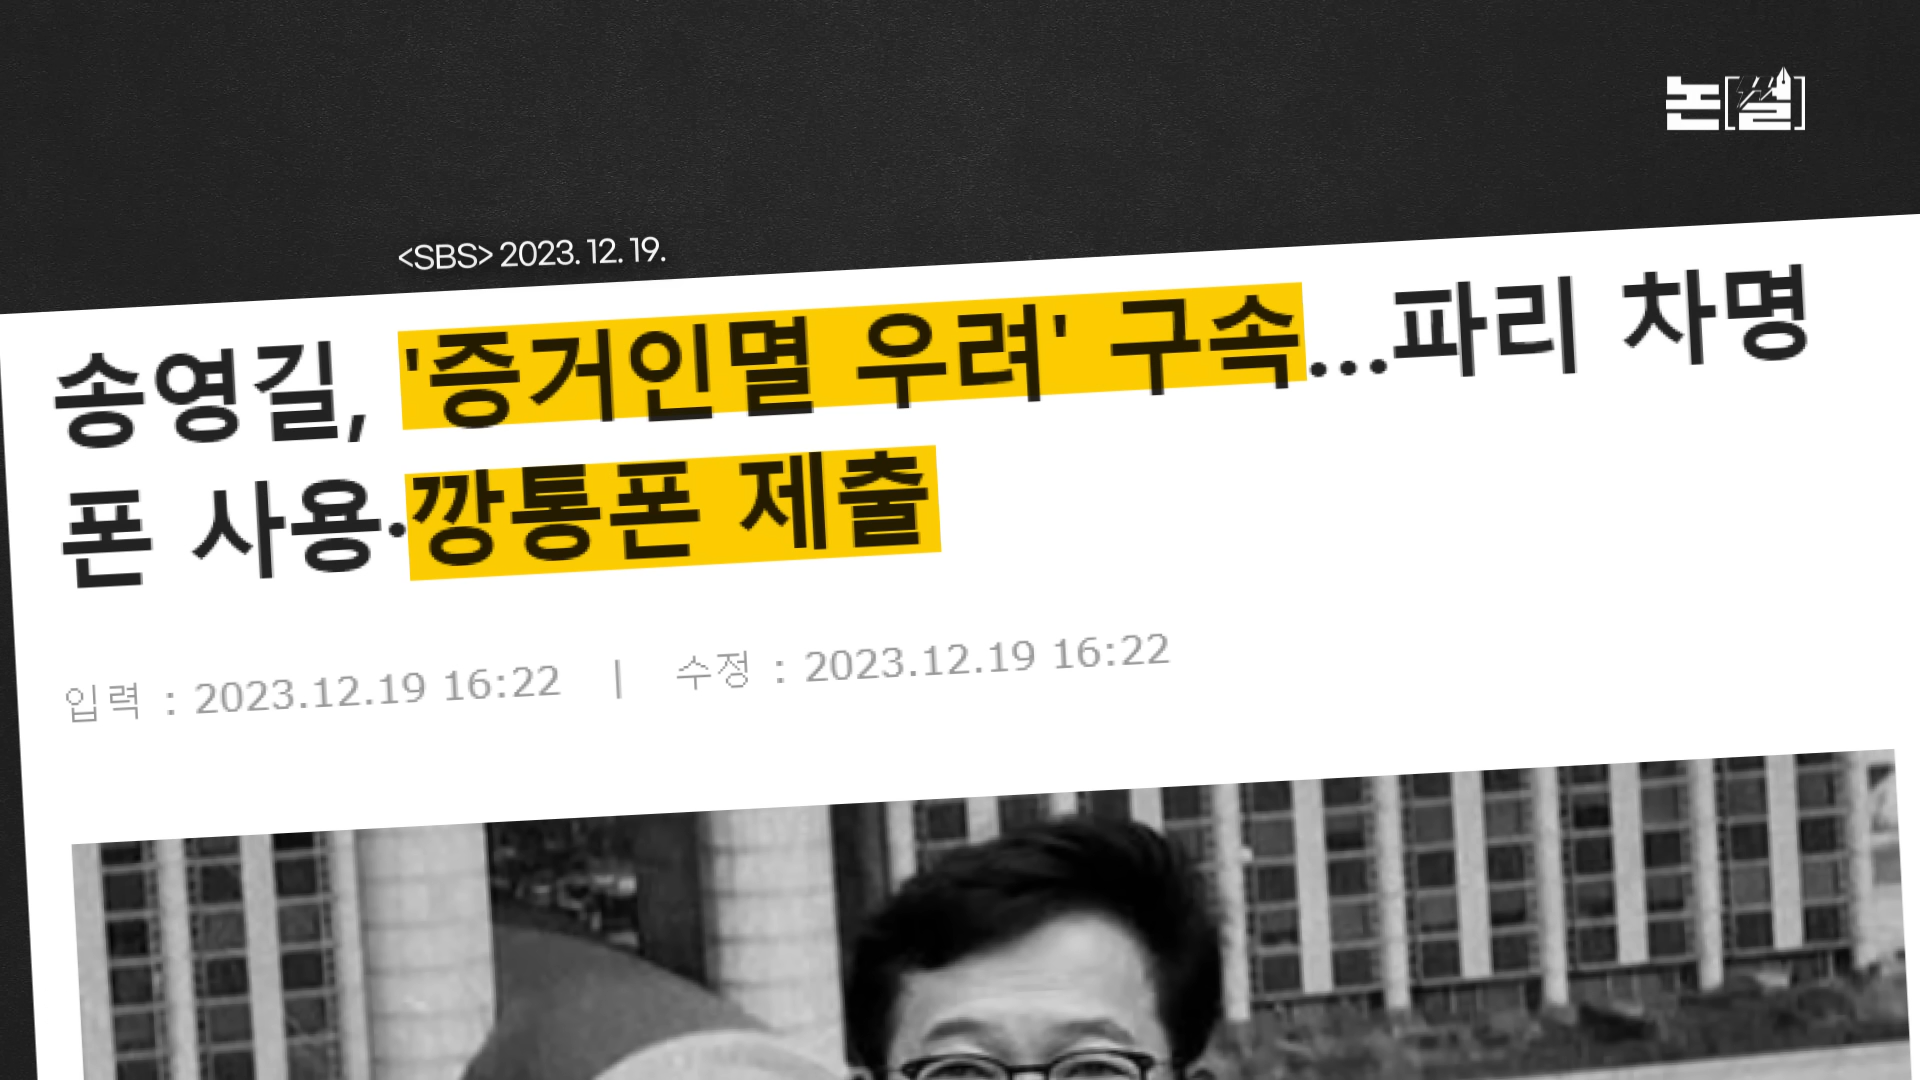 논[썰]
<SBS> 2023. 12. 19.
송영길, '증거인멸 우려' 구속...파리 차명
폰 사용·깡통폰 제출
입력 : 2023.12.19 16:22 | 수정 : 2023.12.19 16:22